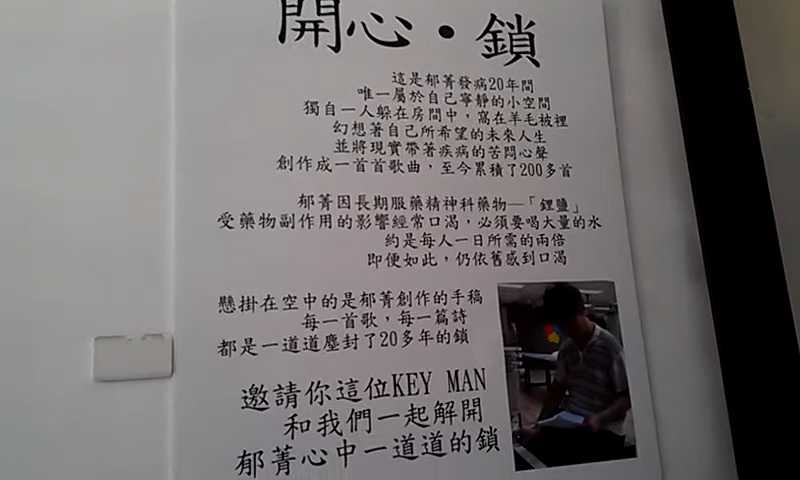 開心・鎖
這是郁菁發病20年間
唯一屬於自己寧靜的小空間
獨自一人躲在房間中，窩在羊毛被裡
幻想著自己所希望的未來人生
並將現實帶著疾病的苦悶心聲
創作成一首首歌曲，至今累積了200多首
郁菁因長期服藥精神科藥物—「鋰鹽」
受藥物副作用的影響經常口渴，必須要喝大量的水
約是每人一日所需的兩倍
即便如此，仍依舊感到口渴
懸掛在空中的是郁菁創作的手稿
每一首歌，每一篇詩
都是一道道塵封了20多年的鎖
邀請你這位KEY MAN
和我們一起解開
郁菁心中一道道的鎖